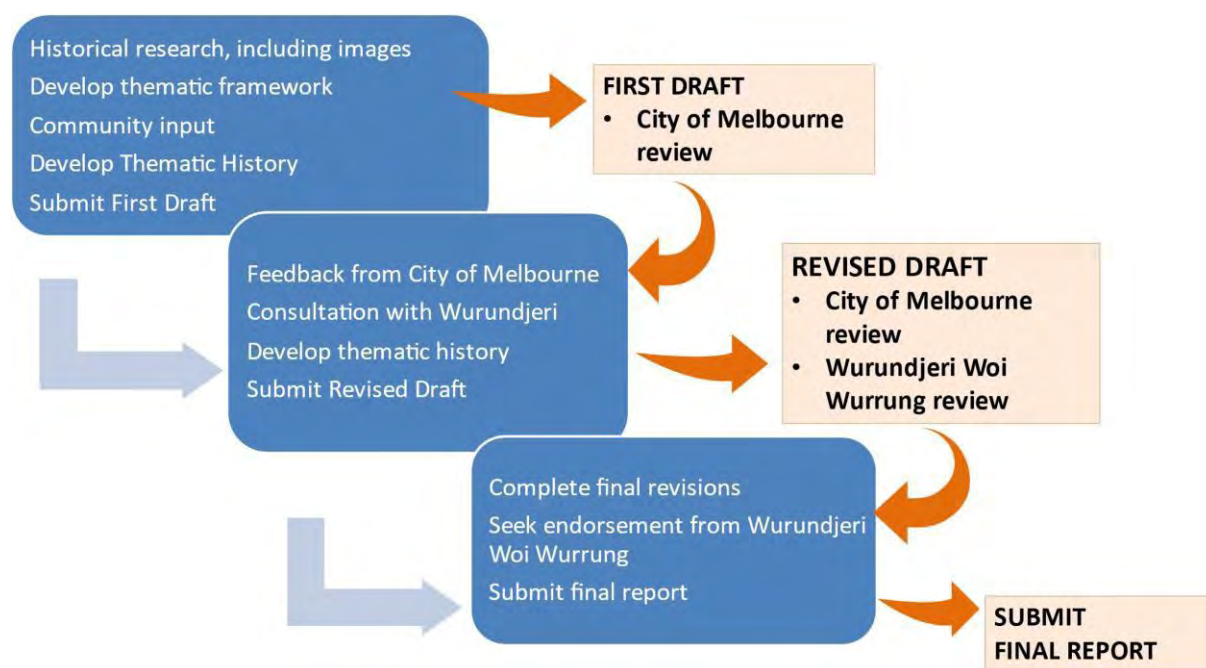 Historical research, including images
Develop thematic framework
Community input
Develop Thematic History
Submit First Draft
FIRST DRAFT
• City of Melbourne
review
Feedback from City of Melbourne
Consultation with Wurundjeri
Develop thematic history
Submit Revised Draft
REVISED DRAFT
• City of Melbourne
review
• Wurundjeri Woi
Wurrung review
Complete final revisions
Seek endorsement from Wurundjeri
Woi Wurrung
Submit final report
SUBMIT
FINAL REPORT